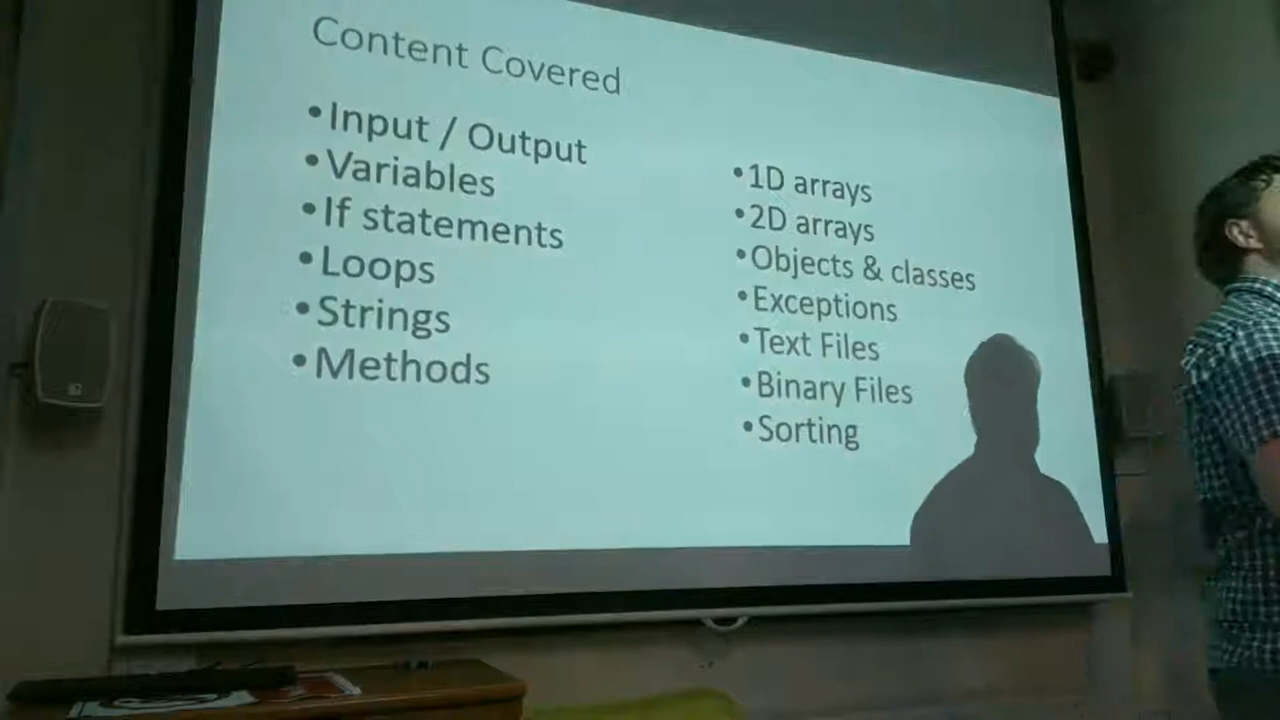 Content Covered
•Input / Output
•Variables
•If statements
•Loops
•Strings
•Methods
•1D arrays
•2D arrays
•Objects & classes
•Exceptions
•Text Files
•Binary Files
•Sorting